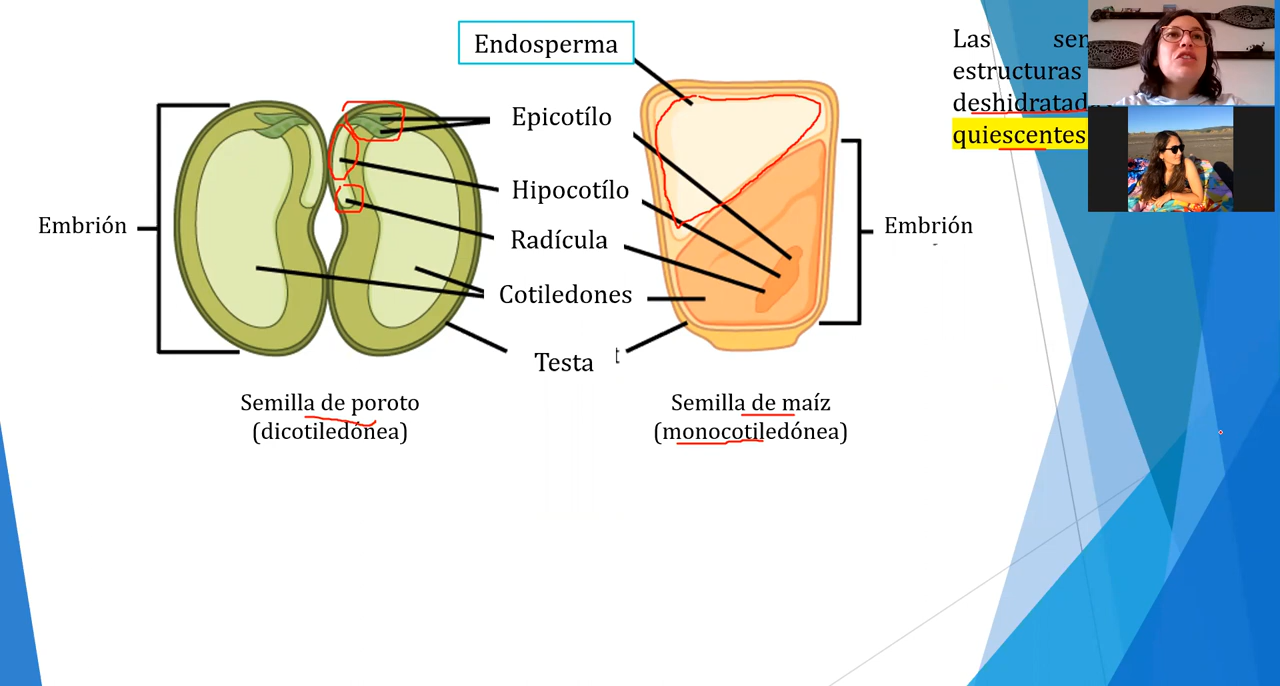 Endosperma
Epicotílo
Hipocotílo
Radícula
Cotiledones
Testa
t
Embrión
Embrión
Semilla de poroto
(dicotiledónea)
Semilla de maíz
(monocotiledónea)
Las
estructuras
quiescentes